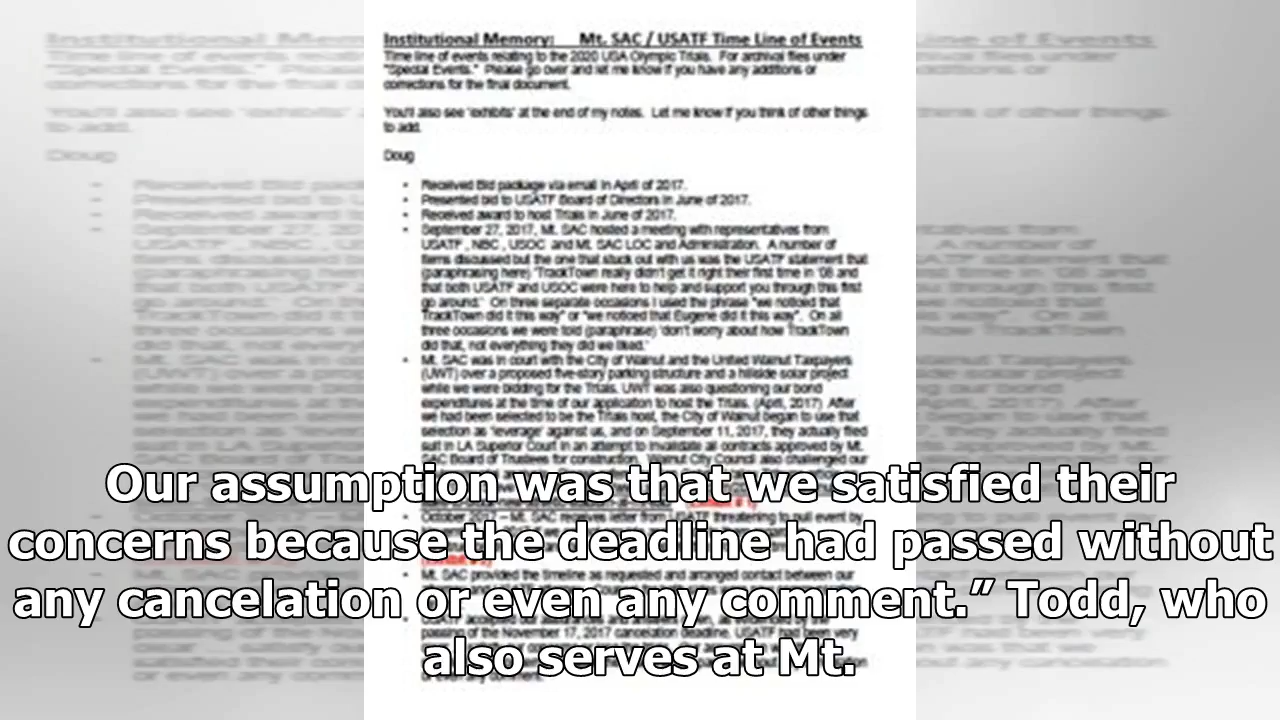 Institutional Memory: Mt. SAC / USATF Time Line of Events
Time line of events relating to the 2020 USA Olympic Trials. For archival files under
"Special Events." Please go over and let me know if you have any additions or
corrections for the final document.
You'll also see 'exhibits' at the end of my notes. Let me know if you think of other things
to add.
Doug
• Received Bid package via email in April of 2017.
• Presented bid to USATF Board of Directors in June of 2017.
• Received award to host Trials in June of 2017.
• September 27, 2017, Mt. SAC hosted a meeting with representatives from
USATF, NBC, USOC and Mt. SAC LOC and Administration. A number of
items discussed but the one that stuck out with us was the USATF statement that
(paraphrasing here) "TrackTown really didn't get it right their first time in '08 and
that both USATF and USOC were here to help and support you through this first
go around." On three separate occasions I used the phrase "we noticed that
TrackTown did it this way" or "we noticed that Eugene did it this way". On all
three occasions we were told (paraphrase) 'don't worry about how TrackTown
did that, not everything they did we liked.'
• Mt. SAC was in court with the City of Walnut and the United Walnut Taxpayers
(UWT) over a proposed five-story parking structure and a hillside solar project
while we were bidding for the Trials. UWT was also questioning our bond
expenditures at the time of our application to host the Trials. (April, 2017) After
we had been selected to be the Trials host, the City of Walnut began to use that
selection as 'leverage' against us, and on September 11, 2017, they actually filed
suit in LA Superior Court in an attempt to invalidate all contracts approved by Mt.
SAC Board of Trustees for construction. Walnut City Council also challenged our
Our assumption was that we satisfied their
concerns because the deadline had passed without
any cancelation or even any comment.” Todd, who
also serves at Mt.